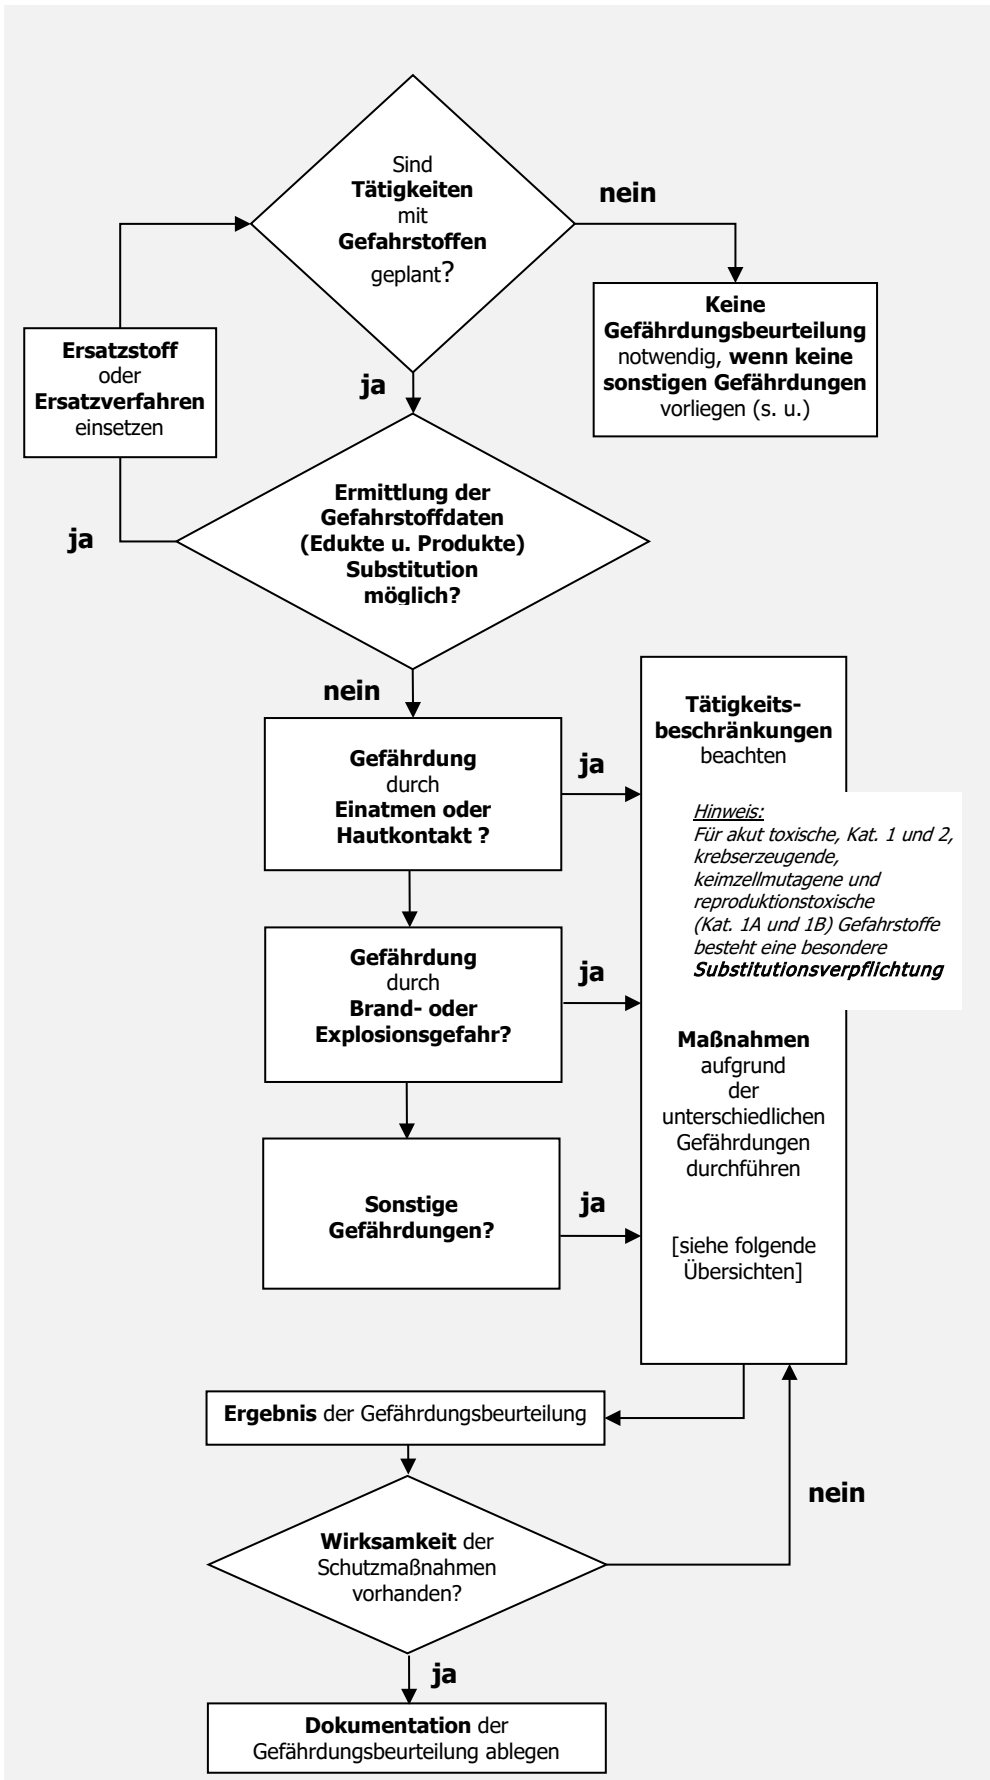 Sind
Tätigkeiten
mit
Gefahrstoffen
geplant?
nein
Keine
Gefährdungsbeurteilung
notwendig, wenn keine
sonstigen Gefährdungen
vorliegen (s. u.)
Ersatzstoff
oder
Ersatzverfahren
einsetzen
ja
Ermittlung der
Gefahrstoffdaten
(Edukte u. Produkte)
Substitution
möglich?
ja
nein
Gefährdung
durch
Einatmen oder
Hautkontakt ?
ja
Gefährdung
durch
Brand- oder
Explosionsgefahr?
ja
Sonstige
Gefährdungen?
ja
Tätigkeits-
beschränkungen
beachten
Hinweis:
Für akut toxische, Kat. 1 und 2,
krebserzeugende,
keimzellmutagene und
reproduktionstoxische
(Kat. 1A und 1B) Gefahrstoffe
besteht eine besondere
Substitutionsverpflichtung
Maßnahmen
aufgrund
der
unterschiedlichen
Gefährdungen
durchführen
[siehe folgende
Übersichten]
Ergebnis der Gefährdungsbeurteilung
Wirksamkeit der
Schutzmaßnahmen
vorhanden?
nein
ja
Dokumentation der
Gefährdungsbeurteilung ablegen